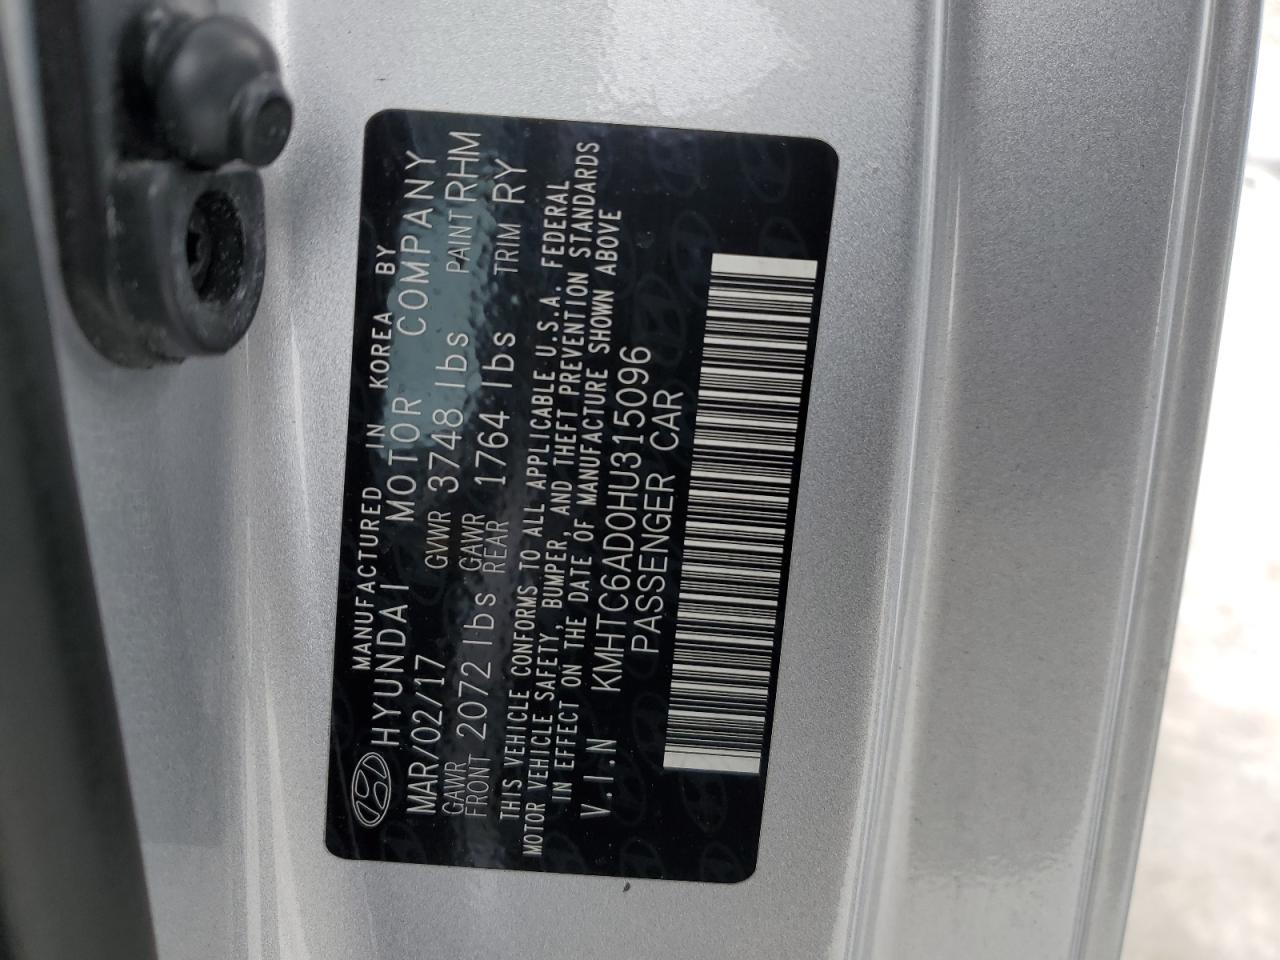 MANUFACTURED IN KOREA BY
HYUNDAI MOTOR COMPANY
MAR/02/17 GVWR 3748 lbs PAINT RHM
GAWR FRONT 2072 lbs GAWR REAR 1764 lbs TRIM RY
THIS VEHICLE CONFORMS TO ALL APPLICABLE U.S.A. FEDERAL
MOTOR VEHICLE SAFETY, BUMPER, AND THEFT PREVENTION STANDARDS
IN EFFECT ON THE DATE OF MANUFACTURE SHOWN ABOVE
V.I.N KMHTC6AD0HU315096
PASSENGER CAR